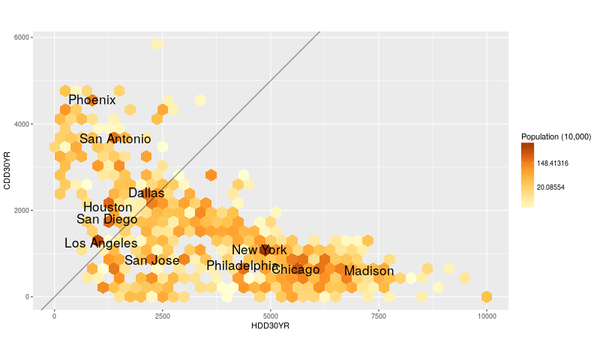 6000
4000
2000
0
CDD30YR
Phoenix
San Antonio
Dallas
Houston
San Diego
Los Angeles
New York
San Jose
Philadelphia
Chicago
Madison
0
2500
5000
7500
10000
HDD30YR
Population (10,000)
148.41316
20.08554